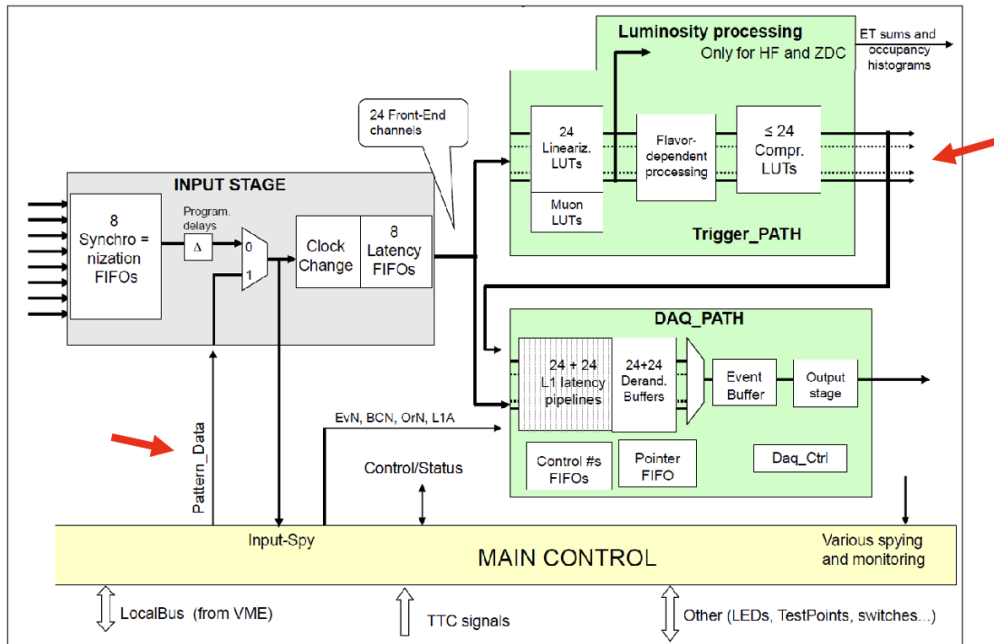 Luminosity processing
Only for HF and ZDC
ET sums and
occupancy
histograms
24 Front-End
channels
24
Lineariz.
LUTs
Muon
LUTs
Flavor-
dependent
processing
≤ 24
Compr.
LUTs
Trigger_PATH
INPUT STAGE
8
Synchro =
nization
FIFOs
Program.
delays
Δ
0
1
Clock
Change
8
Latency
FIFOs
DAQ_PATH
24 + 24
L1 latency
pipelines
24+24
Derand.
Buffers
Event
Buffer
Output
stage
Control #s
FIFOs
Pointer
FIFO
Daq_Ctrl
EvN, BCN, OrN, L1A
Pattern_Data
Control/Status
Input-Spy
MAIN CONTROL
Various spying
and monitoring
LocalBus (from VME)
TTC signals
Other (LEDs, TestPoints, switches...)